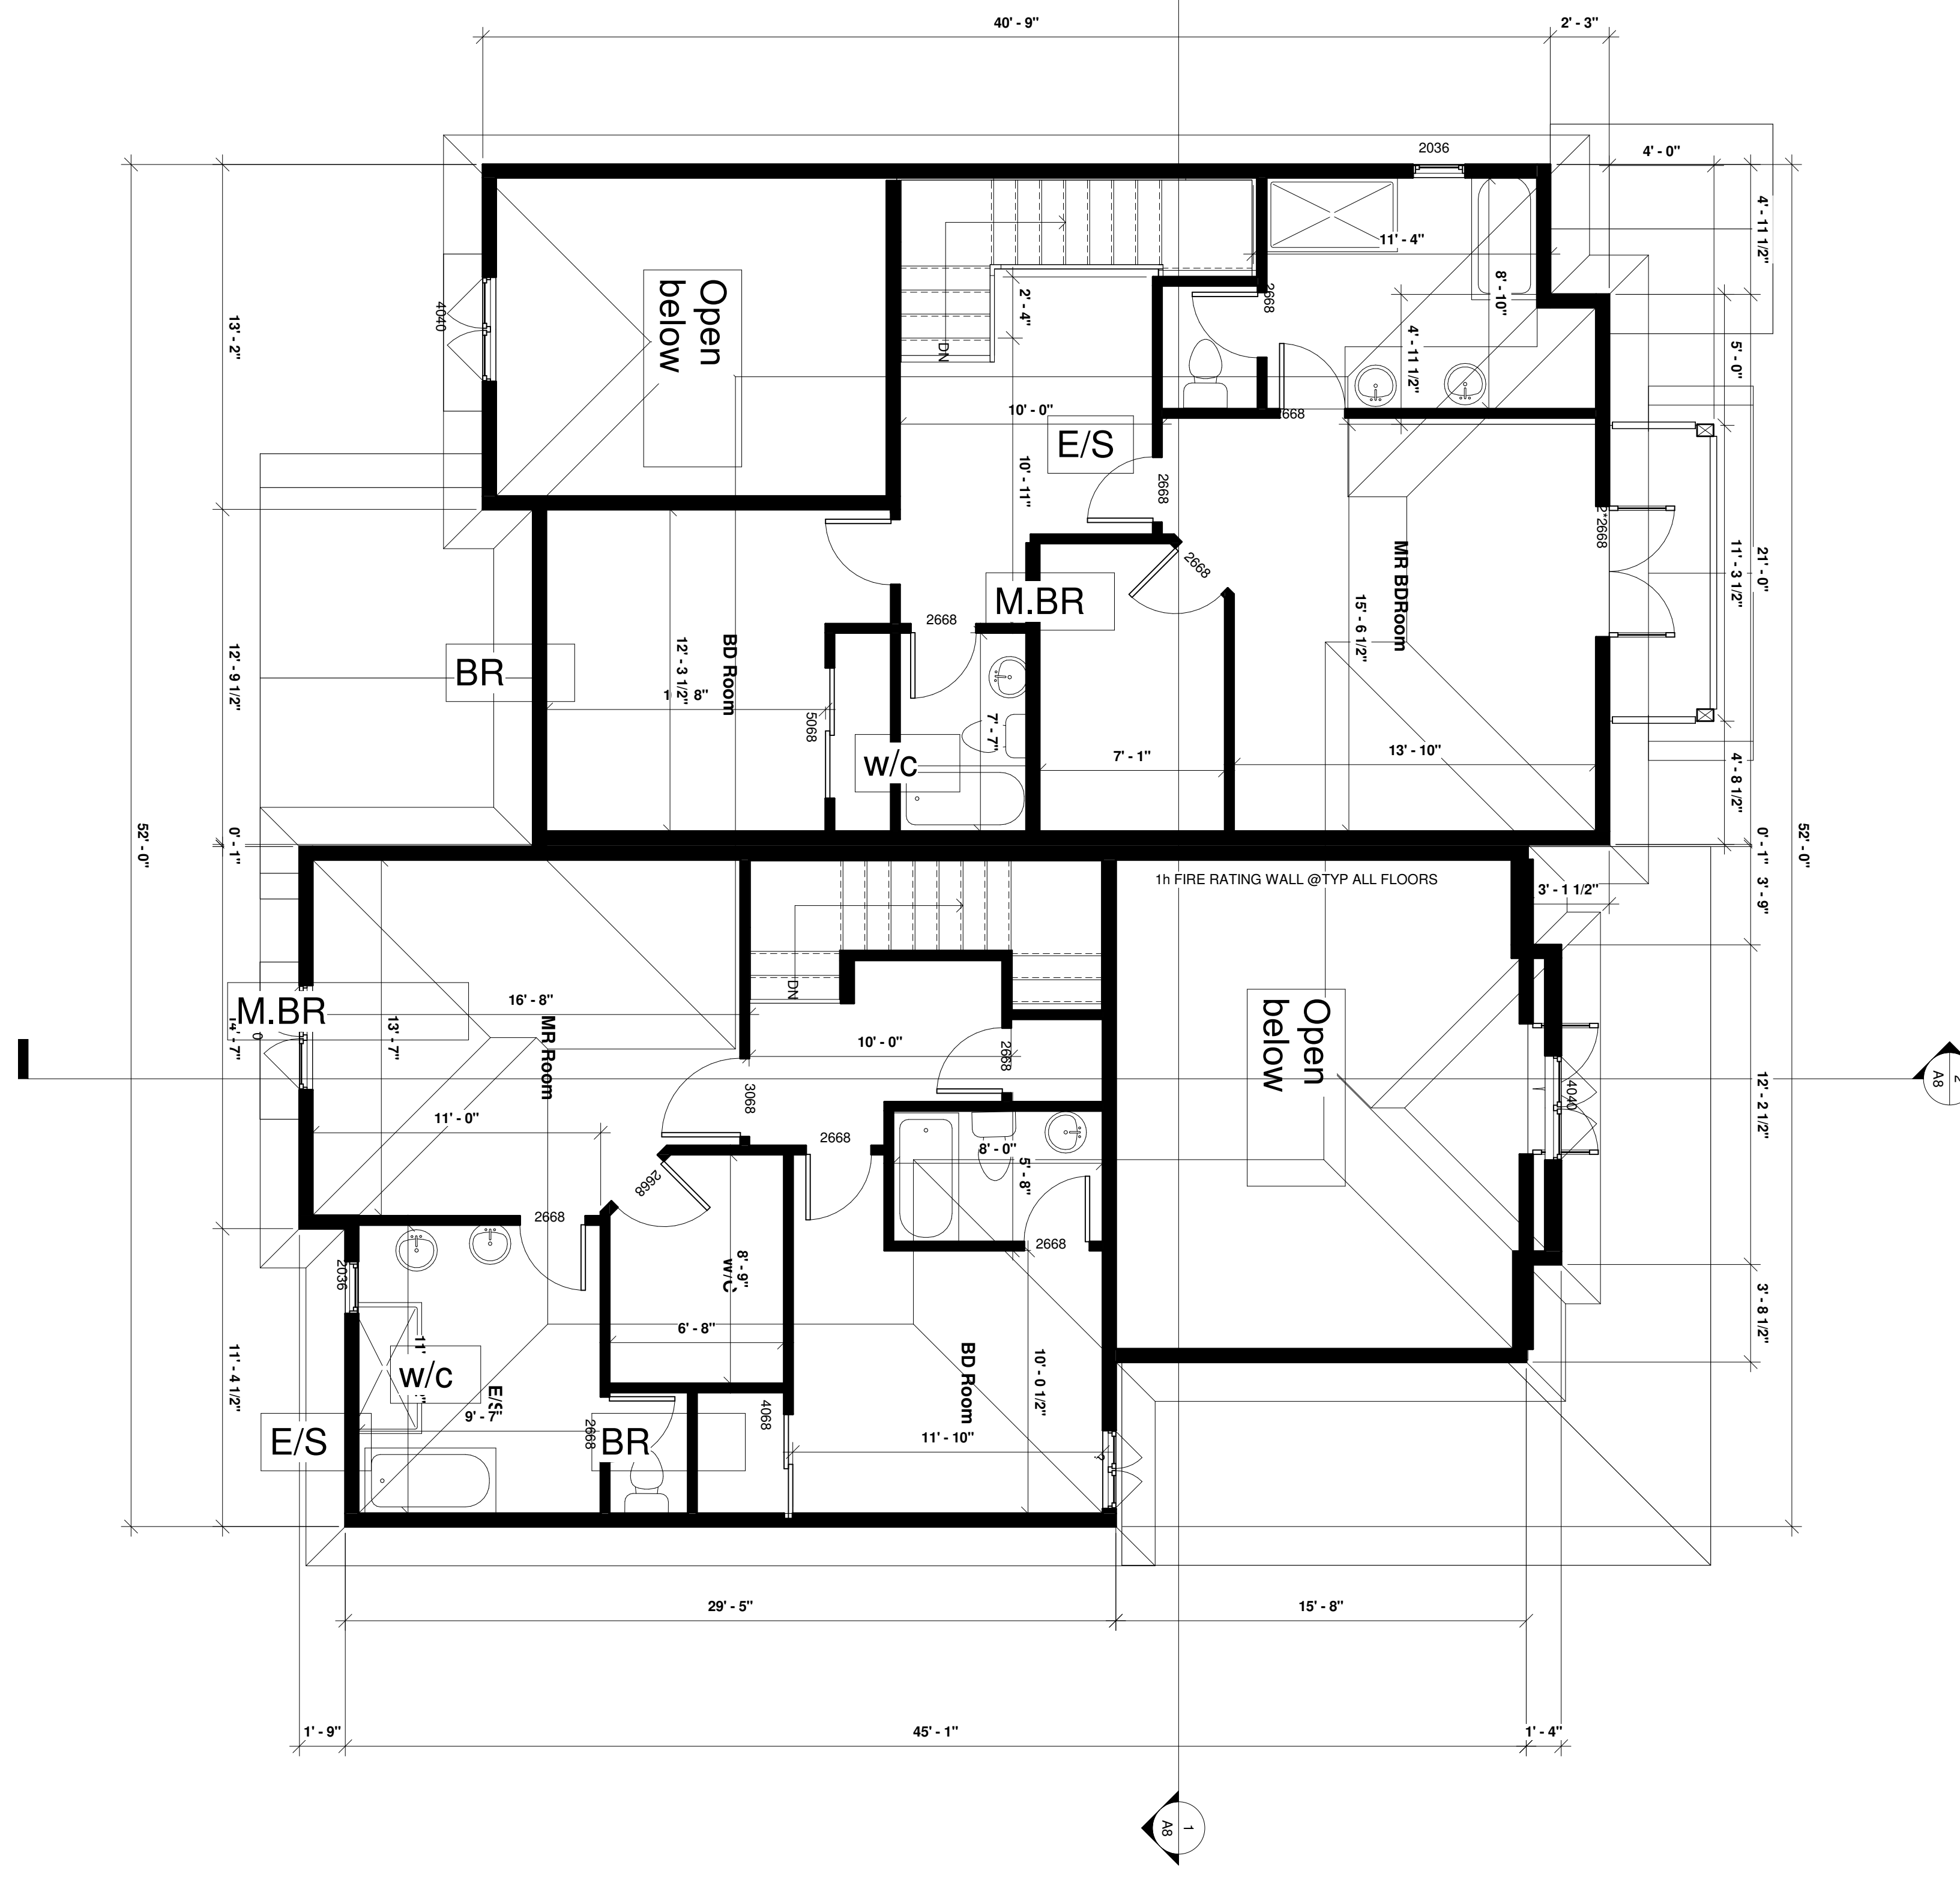 40' - 9"
2' - 3"
2036
4' - 0"
4' - 11 1/2"
11' - 4"
8' - 10"
2668
2' - 4"
4040
13' - 2"
Open
below
DN
4' - 11 1/2"
5' - 0"
10' - 0"
2668
E/S
10' - 11"
2668
2*2668
2668
MR BDRoom
11' - 3 1/2"
21' - 0"
M.BR
2668
15' - 6 1/2"
BD Room
12' - 3 1/2"
BR
12' - 9 1/2"
5068
7' - 7"
w/c
7' - 1"
13' - 10"
4' - 8 1/2"
52' - 0"
0' - 1"
0' - 1"
52' - 0"
1h FIRE RATING WALL @TYP ALL FLOORS
3' - 1 1/2"
3' - 9"
M.BR
16' - 8"
DN
13' - 7"
MR Room
10' - 0"
2668
Open
below
4040
12' - 2 1/2"
2
A8
11' - 0"
3068
2668
8' - 0"
5' - 8"
2668
2668
2668
2036
8' - 9"
W/C
6' - 8"
3' - 8 1/2"
11' - 4 1/2"
w/c
E/S
9' - 7"
BD Room
10' - 0 1/2"
E/S
2668
BR
4068
11' - 10"
29' - 5"
15' - 8"
1' - 9"
45' - 1"
1' - 4"
1
A8